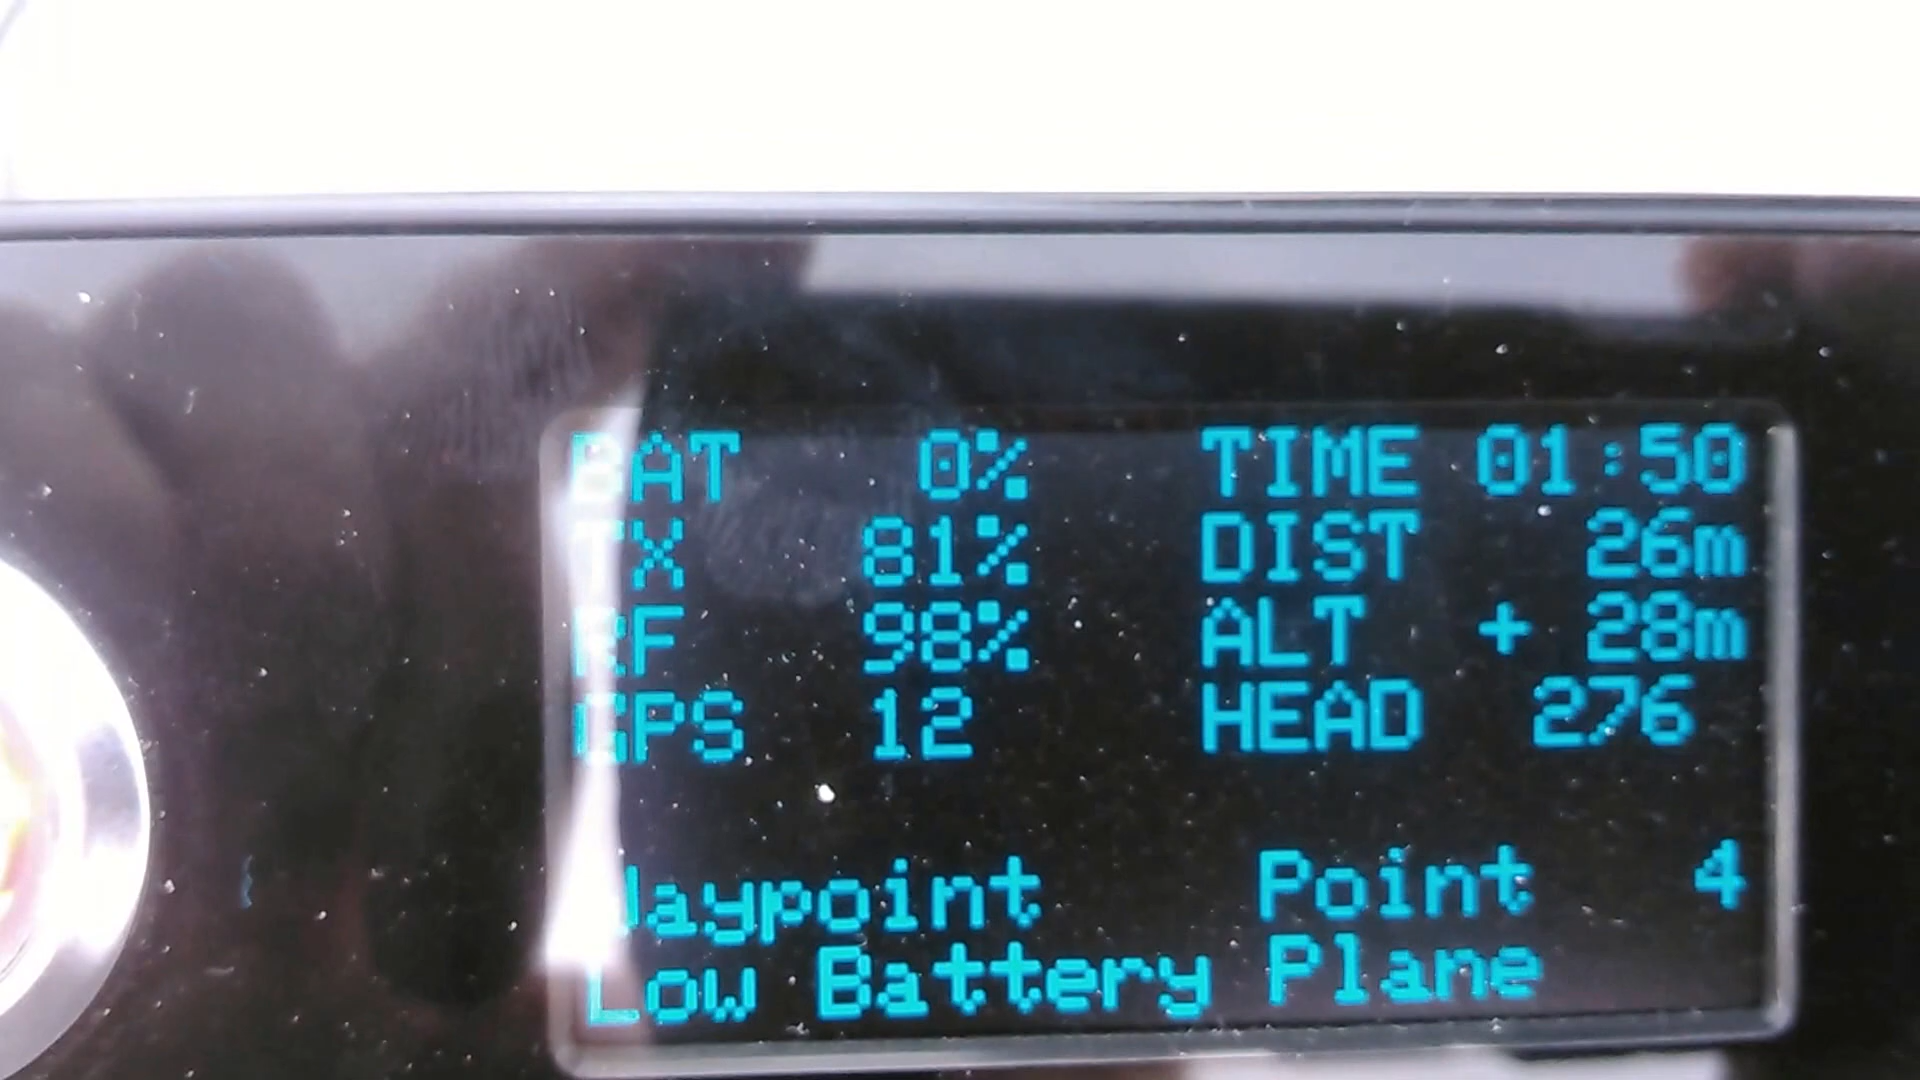 BAT 0% TIME 01:50
TX 81% DIST 26m
RF 98% ALT + 28m
GPS 12 HEAD 276
Waypoint Point 4
Low Battery Plane